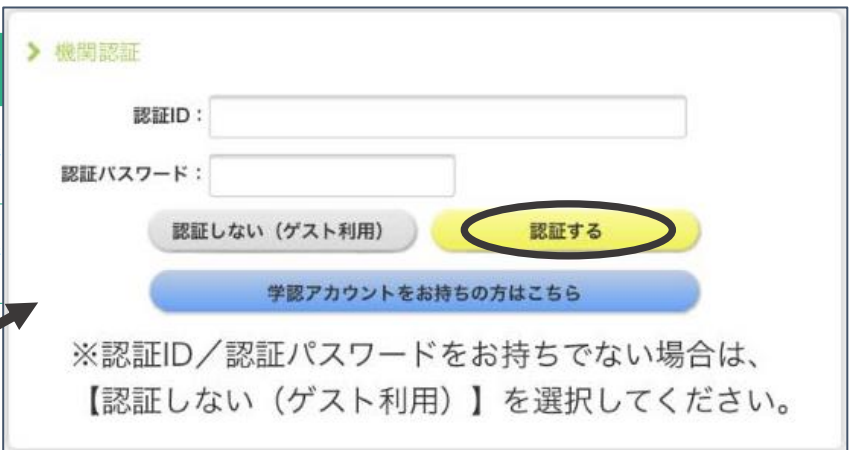 機関認証
認証ID：
認証パスワード：
認証しない（ゲスト利用） 認証する
学認アカウントをお持ちの方はこちら
※認証ID／認証パスワードをお持ちでない場合は、
【認証しない（ゲスト利用）】を選択してください。